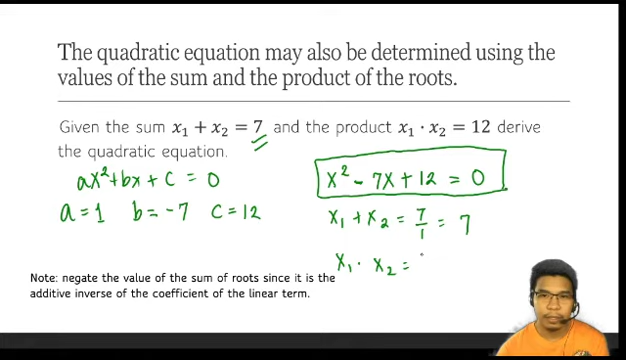 The quadratic equation may also be determined using the
values of the sum and the product of the roots.
Given the sum x₁ + x₂ = 7 and the product x₁ · x₂ = 12 derive
the quadratic equation.
ax²+bx + c = 0
a = 1 b = -7 c = 12
x² - 7x + 12 = 0
x₁ + x₂ = 7/1 = 7
x₁ · x₂ =
Note: negate the value of the sum of roots since it is the
additive inverse of the coefficient of the linear term.